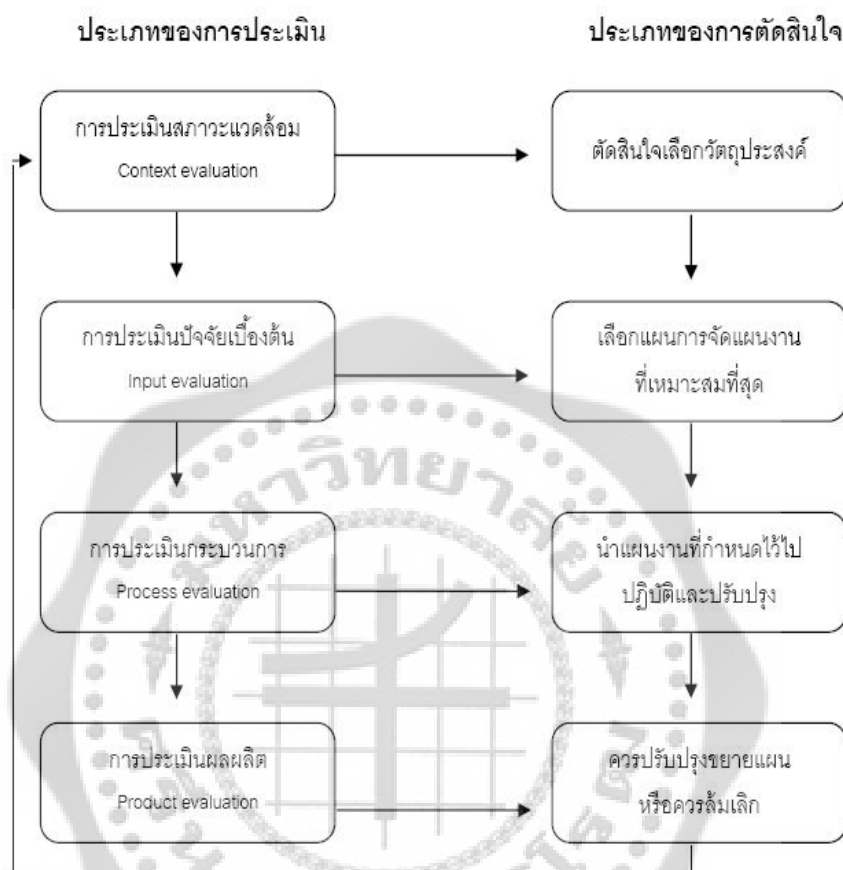 ประเภทของการประเมิน
ประเภทของการตัดสินใจ
การประเมินสภาวะแวดล้อม
Context evaluation
ตัดสินใจเลือกวัตถุประสงค์
การประเมินปัจจัยเบื้องต้น
Input evaluation
เลือกแผนการจัดแผนงาน
ที่เหมาะสมที่สุด
การประเมินกระบวนการ
Process evaluation
นำแผนงานที่กำหนดไว้ไป
ปฏิบัติและปรับปรุง
การประเมินผลผลิต
Product evaluation
ควรปรับปรุงขยายแผน
หรือควรล้มเลิก
มหาวิทยาลัย